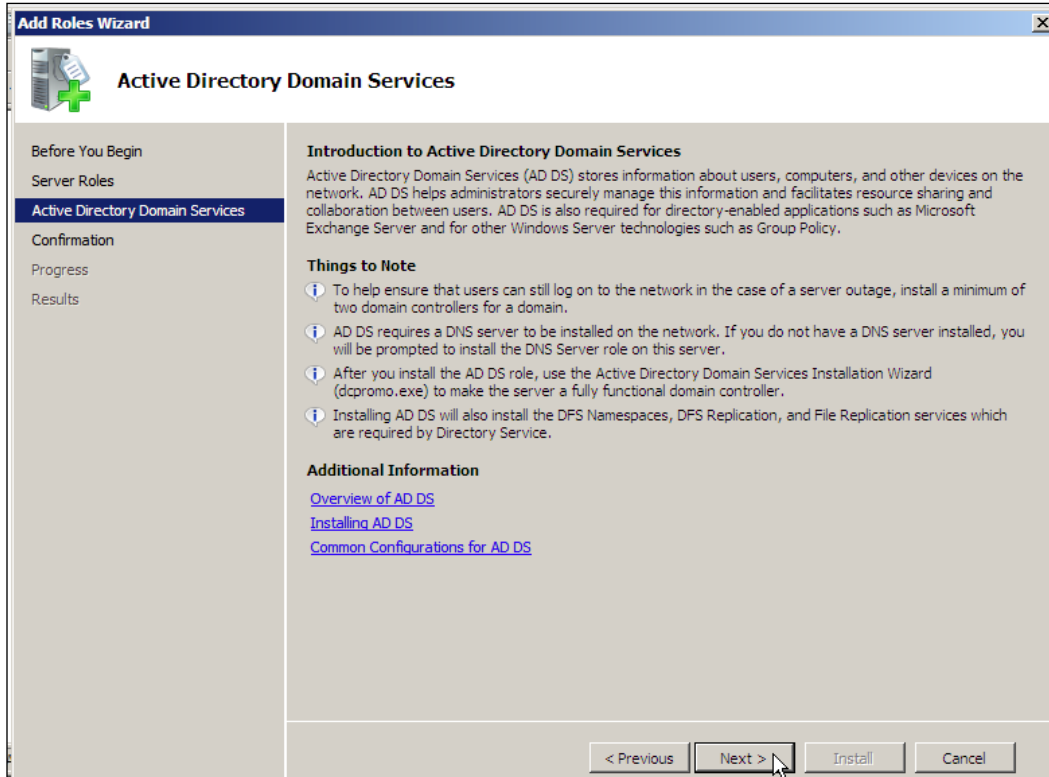 Add Roles Wizard
Active Directory Domain Services
Before You Begin
Server Roles
Active Directory Domain Services
Confirmation
Progress
Results
Introduction to Active Directory Domain Services
Active Directory Domain Services (AD DS) stores information about users, computers, and other devices on the
network. AD DS helps administrators securely manage this information and facilitates resource sharing and
collaboration between users. AD DS is also required for directory-enabled applications such as Microsoft
Exchange Server and for other Windows Server technologies such as Group Policy.
Things to Note
To help ensure that users can still log on to the network in the case of a server outage, install a minimum of
two domain controllers for a domain.
AD DS requires a DNS server to be installed on the network. If you do not have a DNS server installed, you
will be prompted to install the DNS Server role on this server.
After you install the AD DS role, use the Active Directory Domain Services Installation Wizard
(dcpromo.exe) to make the server a fully functional domain controller.
Installing AD DS will also install the DFS Namespaces, DFS Replication, and File Replication services which
are required by Directory Service.
Additional Information
Overview of AD DS
Installing AD DS
Common Configurations for AD DS
< Previous Next > Install Cancel